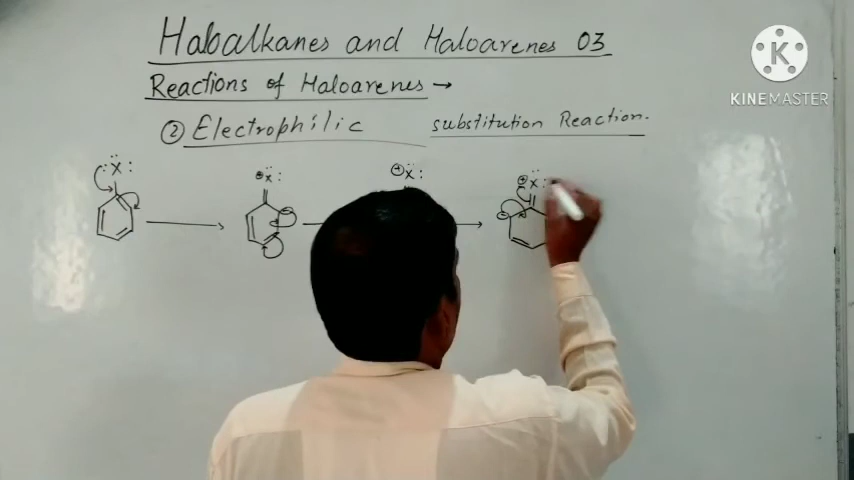 Haloalkanes and Haloarenes 03
KINEMASTER
Reactions of Haloarenes →
② Electrophilic substitution Reaction.
:Ẍ: ⊕Ẍ: ⊕Ẍ: ⊕Ẍ: